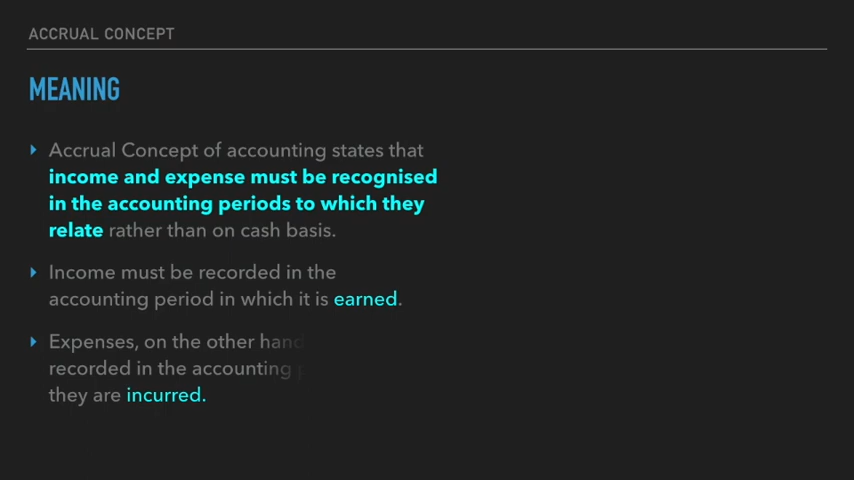 ACCRUAL CONCEPT
MEANING
Accrual Concept of accounting states that
income and expense must be recognised
in the accounting periods to which they
relate rather than on cash basis.
Income must be recorded in the
accounting period in which it is earned.
Expenses, on the other hand
recorded in the accounting
they are incurred.